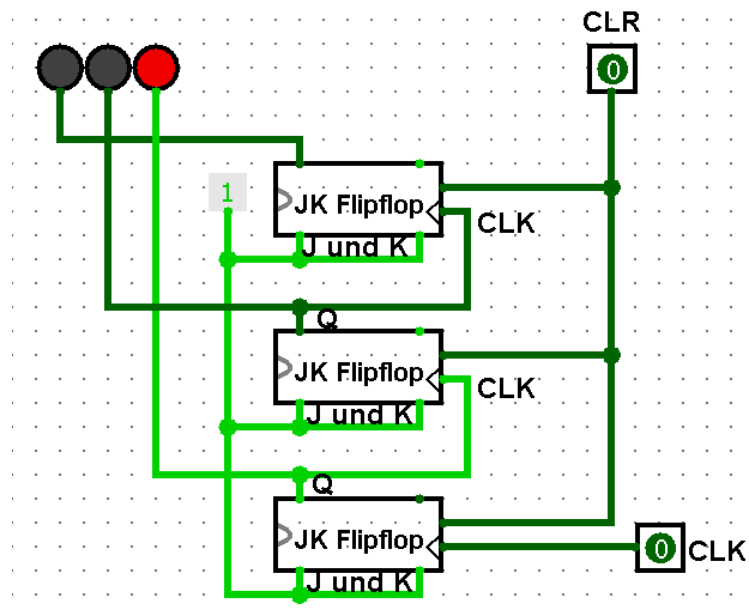 CLR
0
1
JK Flipflop
CLK
J und K
Q
JK Flipflop
CLK
J und K
Q
JK Flipflop
0 CLK
J und K